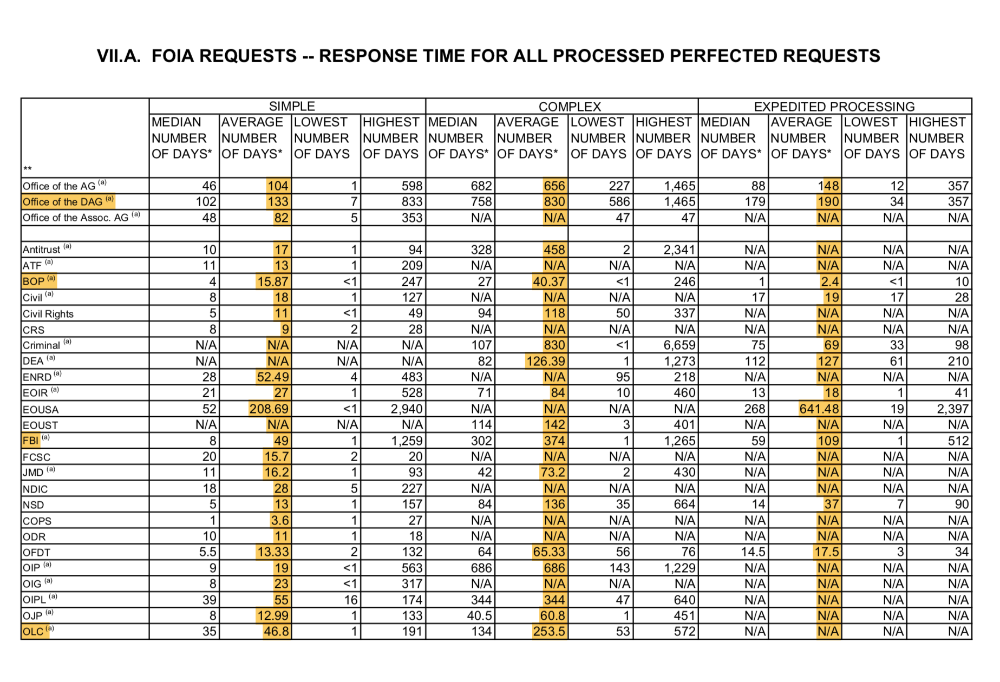 VII.A. FOIA REQUESTS -- RESPONSE TIME FOR ALL PROCESSED PERFECTED REQUESTS
SIMPLE COMPLEX EXPEDITED PROCESSING
** MEDIAN NUMBER OF DAYS* AVERAGE NUMBER OF DAYS* LOWEST NUMBER OF DAYS HIGHEST NUMBER OF DAYS MEDIAN NUMBER OF DAYS* AVERAGE NUMBER OF DAYS* LOWEST NUMBER OF DAYS HIGHEST NUMBER OF DAYS MEDIAN NUMBER OF DAYS* AVERAGE NUMBER OF DAYS* LOWEST NUMBER OF DAYS HIGHEST NUMBER OF DAYS
Office of the AG (a) 46 104 1 598 682 656 227 1,465 88 148 12 357
Office of the DAG (a) 102 133 7 833 758 830 586 1,465 179 190 34 357
Office of the Assoc. AG (a) 48 82 5 353 N/A N/A 47 47 N/A N/A N/A N/A
Antitrust (a) 10 17 1 94 328 458 2 2,341 N/A N/A N/A N/A
ATF (a) 11 13 1 209 N/A N/A N/A N/A N/A N/A N/A N/A
BOP (a) 4 15.87 <1 247 27 40.37 <1 246 1 2.4 <1 10
Civil (a) 8 18 1 127 N/A N/A N/A N/A 17 19 17 28
Civil Rights 5 11 <1 49 94 118 50 337 N/A N/A N/A N/A
CRS 8 9 2 28 N/A N/A N/A N/A N/A N/A N/A N/A
Criminal (a) N/A N/A N/A N/A 107 830 <1 6,659 75 69 33 98
DEA (a) N/A N/A N/A N/A 82 126.39 1 1,273 112 127 61 210
ENRD (a) 28 52.49 4 483 N/A N/A 95 218 N/A N/A N/A N/A
EOIR (a) 21 27 1 528 71 84 10 460 13 18 1 41
EOUSA 52 208.69 <1 2,940 N/A N/A N/A N/A 268 641.48 19 2,397
EOUST N/A N/A N/A N/A 114 142 3 401 N/A N/A N/A N/A
FBI (a) 8 49 1 1,259 302 374 1 1,265 59 109 1 512
FCSC 20 15.7 2 20 N/A N/A N/A N/A N/A N/A N/A N/A
JMD (a) 11 16.2 1 93 42 73.2 2 430 N/A N/A N/A N/A
NDIC 18 28 5 227 N/A N/A N/A N/A N/A N/A N/A N/A
NSD 5 13 1 157 84 136 35 664 14 37 7 90
COPS 1 3.6 1 27 N/A N/A N/A N/A N/A N/A N/A N/A
ODR 10 11 1 18 N/A N/A N/A N/A N/A N/A N/A N/A
OFDT 5.5 13.33 2 132 64 65.33 56 76 14.5 17.5 3 34
OIP (a) 9 19 <1 563 686 686 143 1,229 N/A N/A N/A N/A
OIG (a) 8 23 <1 317 N/A N/A N/A N/A N/A N/A N/A N/A
OIPL (a) 39 55 16 174 344 344 47 640 N/A N/A N/A N/A
OJP (a) 8 12.99 1 133 40.5 60.8 1 451 N/A N/A N/A N/A
OLC (a) 35 46.8 1 191 134 253.5 53 572 N/A N/A N/A N/A